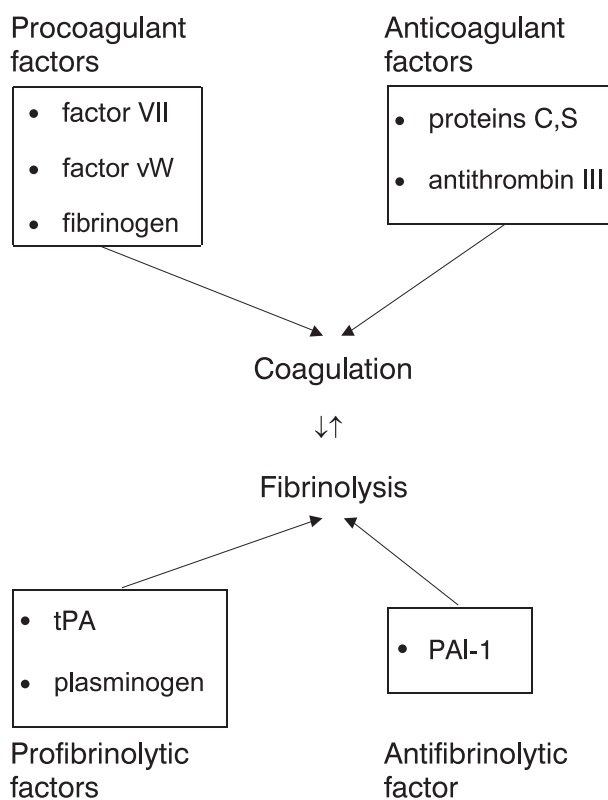 Procoagulant
factors
• factor VII
• factor vW
• fibrinogen
Anticoagulant
factors
• proteins C,S
• antithrombin III
Coagulation
↓↑
Fibrinolysis
• tPA
• plasminogen
Profibrinolytic
factors
• PAI-1
Antifibrinolytic
factor